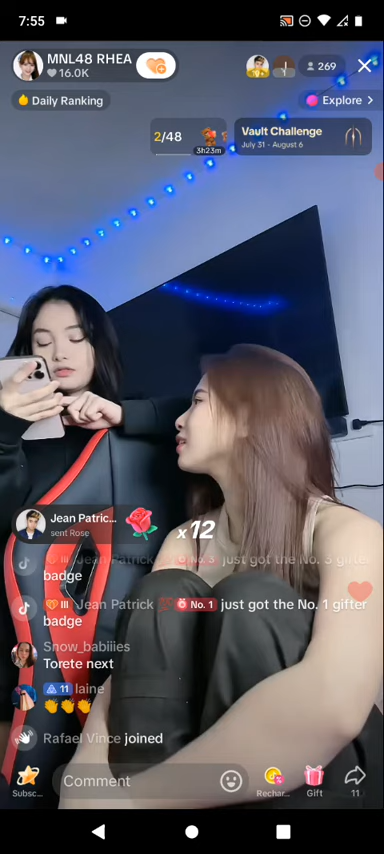 7:55
MNL48 RHEA
16.0K
269
Daily Ranking
Explore >
2/48
3h23m
Vault Challenge
July 31 - August 6
Jean Patric...
sent Rose
x12
III Jean Patrick No. 3 just got the No. 3 gifter
badge
III Jean Patrick No. 1 just got the No. 1 gifter
badge
Snow_babiiies
Torete next
11 laine
👏👏👏
Rafael Vince joined
Comment
Subsc...
Rechar...
Gift
11